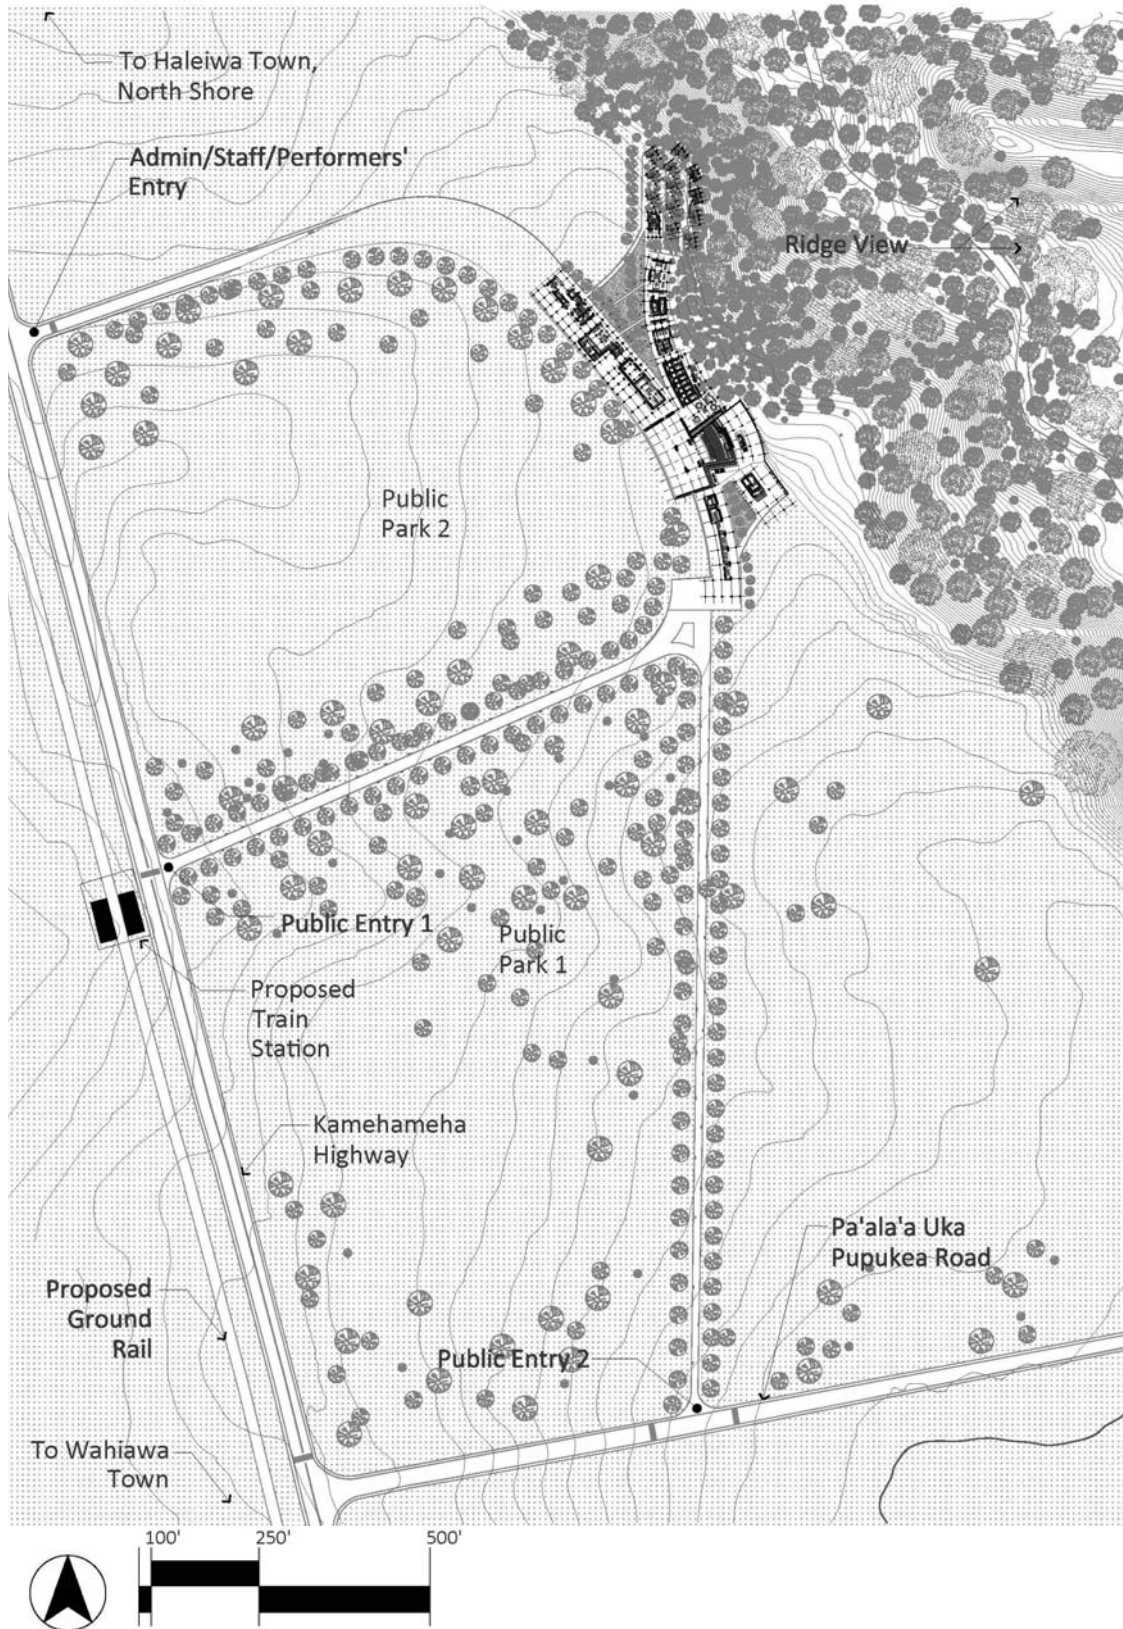 To Haleiwa Town,
North Shore
Admin/Staff/Performers'
Entry
Ridge View
Public
Park 2
Public Entry 1
Public
Park 1
Proposed
Train
Station
Kamehameha
Highway
Pa'ala'a Uka
Pupukea Road
Proposed
Ground
Rail
Public Entry 2
To Wahiawa
Town
100' 250' 500'